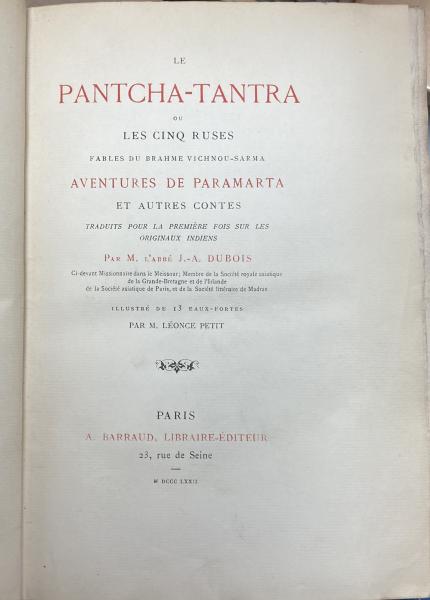 LE
PANTCHA-TANTRA
OU
LES CINQ RUSES
FABLES DU BRAHME VICHNOU-SARMA
AVENTURES DE PARAMARTA
ET AUTRES CONTES
TRADUITS POUR LA PREMIÈRE FOIS SUR LES
ORIGINAUX INDIENS
PAR M. L'ABBÉ J.-A. DUBOIS
Ci-devant Missionnaire dans le Meissour; Membre de la Société royale asiatique
de la Grande-Bretagne et de l'Irlande
de la Société asiatique de Paris, et de la Société littéraire de Madras
ILLUSTRÉ DE 13 EAUX-FORTES
PAR M. LÉONCE PETIT
PARIS
A. BARRAUD, LIBRAIRE-ÉDITEUR
23, rue de Seine
M DCCC LXXII